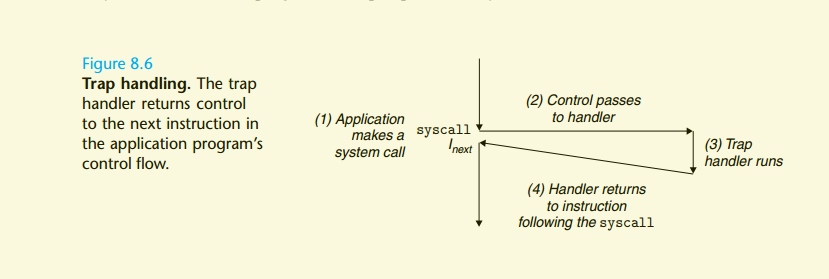 Figure 8.6
Trap handling. The trap
handler returns control
to the next instruction in
the application program's
control flow.
(1) Application
makes a
system call
syscall
Inext
(2) Control passes
to handler
(3) Trap
handler runs
(4) Handler returns
to instruction
following the syscall